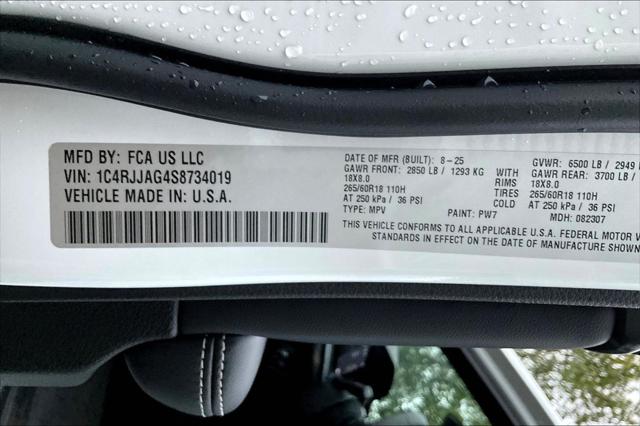 MFD BY: FCA US LLC
VIN: 1C4RJJAG4S8734019
VEHICLE MADE IN: U.S.A.
DATE OF MFR (BUILT): 8-25 GVWR: 6500 LB / 2949
GAWR FRONT: 2850 LB / 1293 KG WITH GAWR REAR: 3700 LB /
18X8.0 RIMS 18X8.0
265/60R18 110H TIRES 265/60R18 110H
AT 250 kPa / 36 PSI COLD AT 250 kPa / 36 PSI
TYPE: MPV PAINT: PW7 MDH: 082307
THIS VEHICLE CONFORMS TO ALL APPLICABLE U.S.A. FEDERAL MOTOR
STANDARDS IN EFFECT ON THE DATE OF MANUFACTURE SHOWN